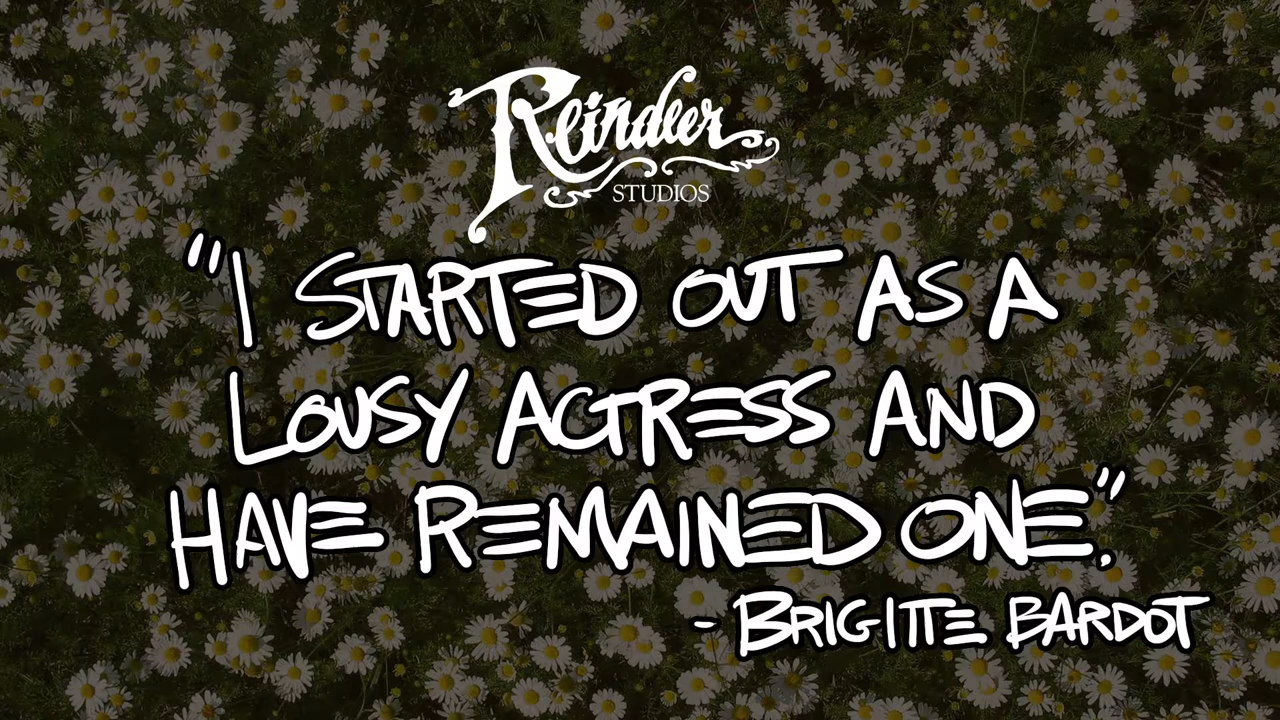 Reindeer
STUDIOS
"I STARTED OUT AS A
LOUSY ACTRESS AND
HAVE REMAINED ONE."
- BRIGITTE BARDOT